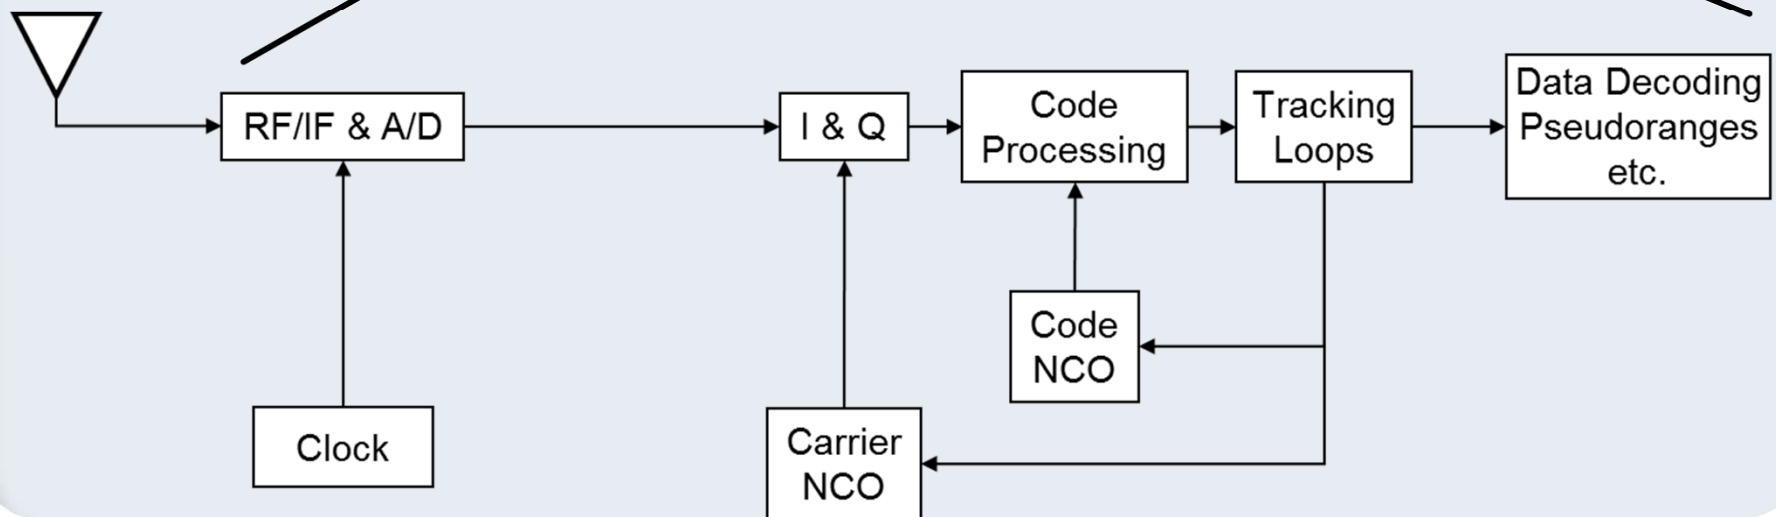 RF/IF & A/D
I & Q
Code
Processing
Tracking
Loops
Data Decoding
Pseudoranges
etc.
Code
NCO
Clock
Carrier
NCO